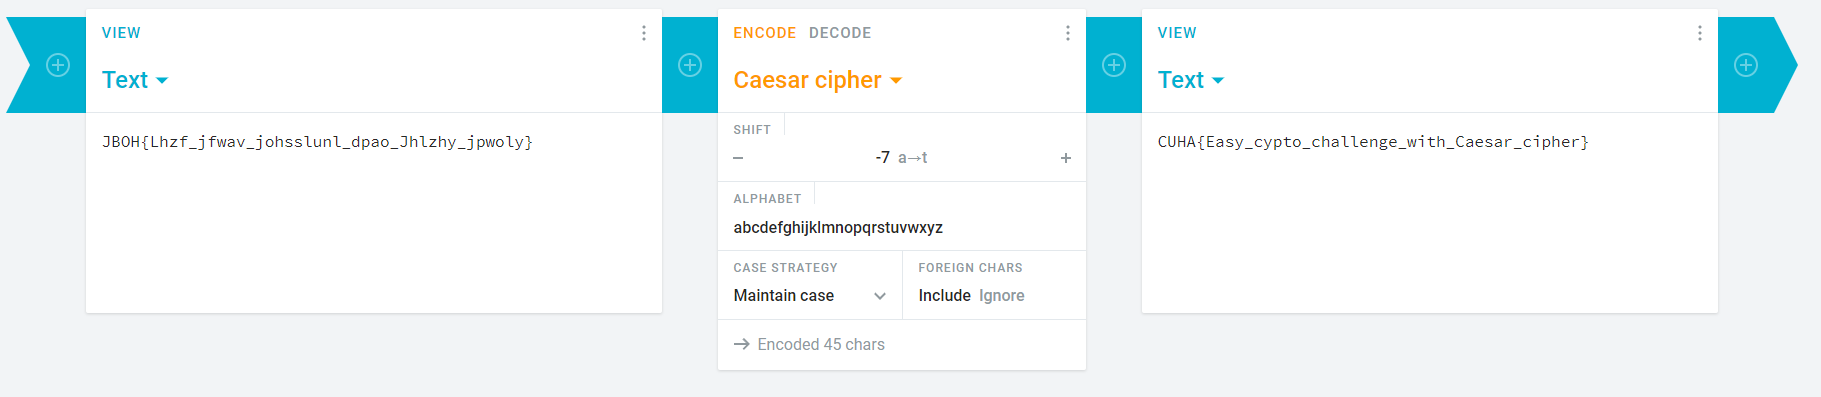 VIEW
Text
JBOH{Lhzf_jfwav_johsslunl_dpao_Jhlzhy_jpwoly}
ENCODE DECODE
Caesar cipher
SHIFT
− -7 a→t +
ALPHABET
abcdefghijklmnopqrstuvwxyz
CASE STRATEGY
Maintain case
FOREIGN CHARS
Include Ignore
→ Encoded 45 chars
VIEW
Text
CUHA{Easy_cypto_challenge_with_Caesar_cipher}